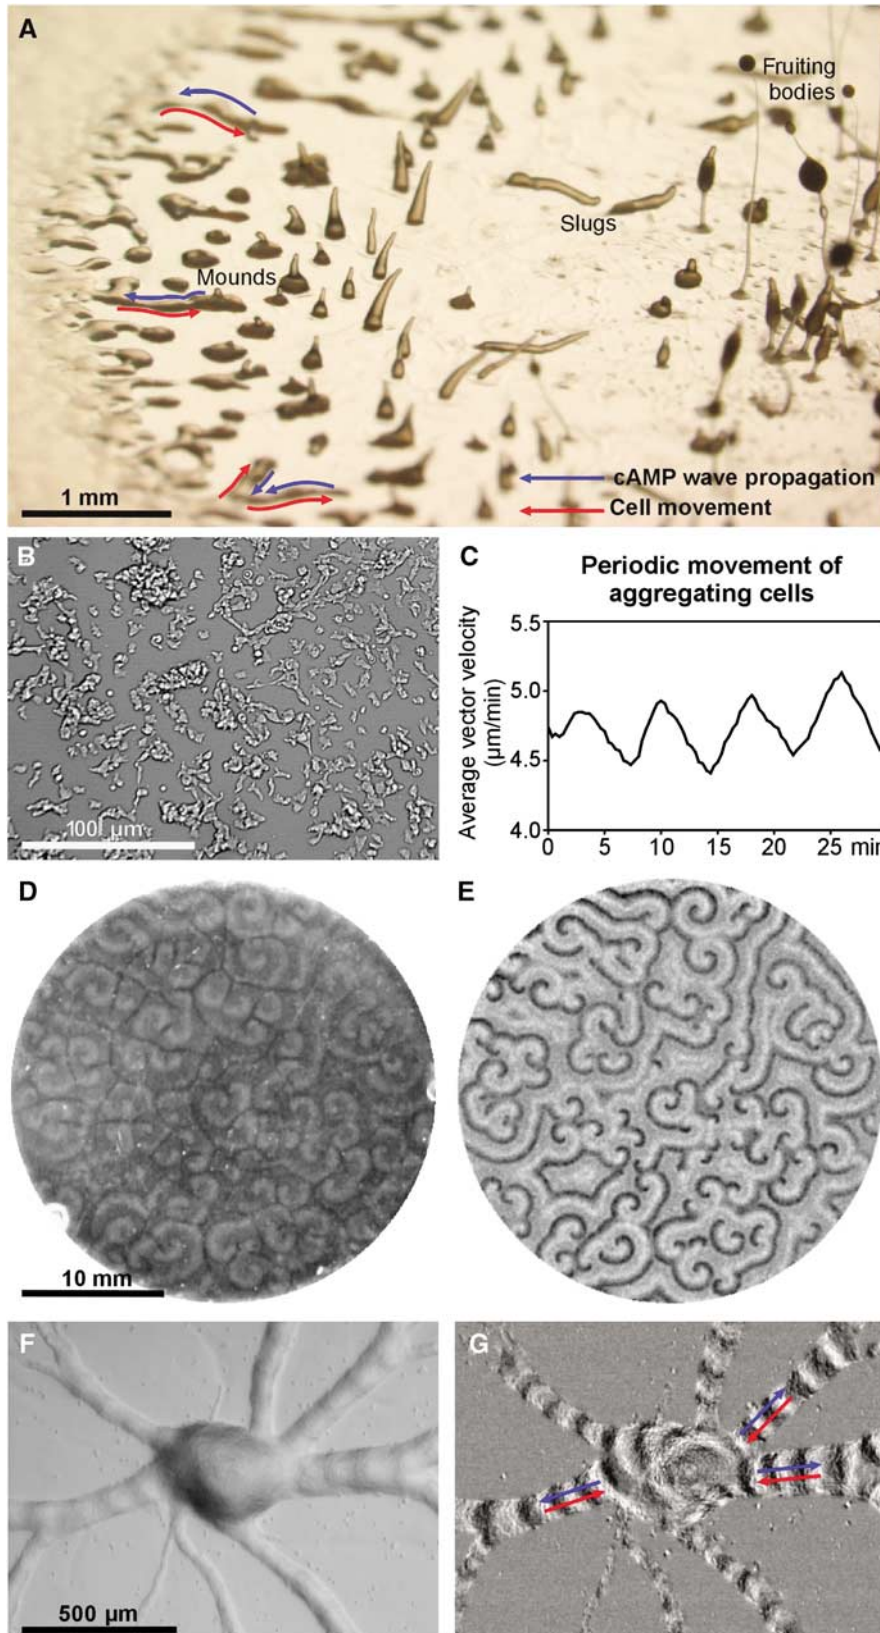 A
Fruiting
bodies
Slugs
Mounds
cAMP wave propagation
1 mm
Cell movement
B
100 µm
C
Periodic movement of
aggregating cells
Average vector velocity
(µm/min)
5.5
5.0
4.5
4.0
0 5 10 15 20 25 min
D
10 mm
E
F
500 µm
G